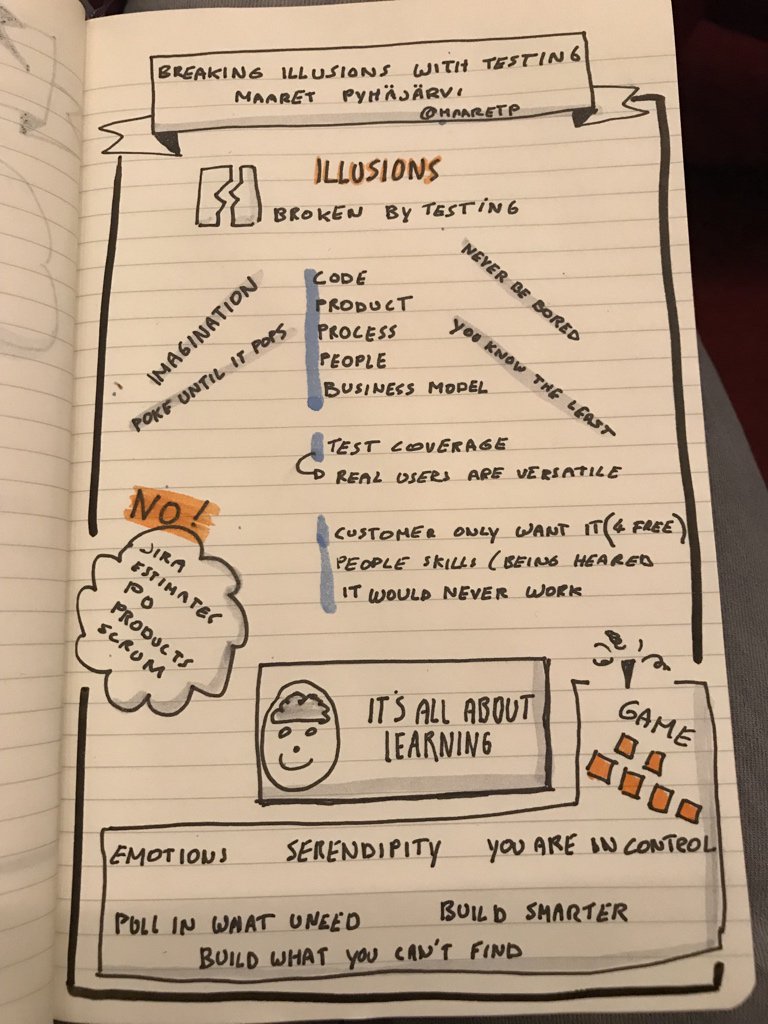 BREAKING ILLUSIONS WITH TESTING
MAARET PYHÄJÄRVI
@MAARETP
ILLUSIONS
BROKEN BY TESTING
IMAGINATION
POKE UNTIL IT POPS
CODE
PRODUCT
PROCESS
PEOPLE
BUSINESS MODEL
NEVER BE BORED
YOU KNOW THE LEAST
TEST COVERAGE
REAL USERS ARE VERSATILE
NO!
JIRA
ESTIMATES
PO
PRODUCTS
SCRUM
CUSTOMER ONLY WANT IT (4 FREE)
PEOPLE SKILLS (BEING HEARED
IT WOULD NEVER WORK
IT'S ALL ABOUT
LEARNING
GAME
EMOTIONS SERENDIPITY YOU ARE IN CONTROL
PULL IN WHAT UNEED BUILD SMARTER
BUILD WHAT YOU CAN'T FIND